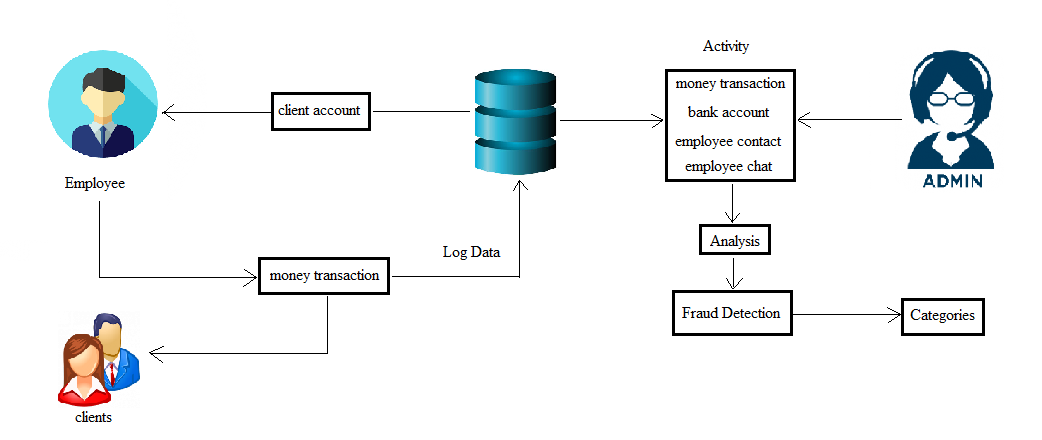 Activity
client account
money transaction
bank account
employee contact
employee chat
ADMIN
Employee
Analysis
Log Data
money transaction
Fraud Detection
Categories
clients